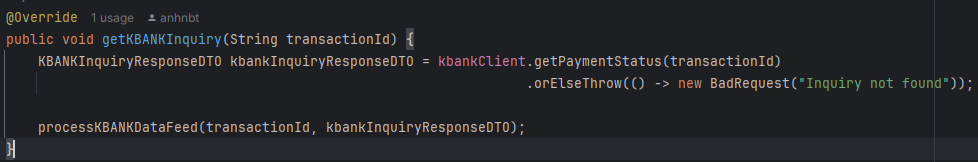 @Override 1 usage anhnbt
public void getKBANKInquiry(String transactionId) {
KBANKInquiryResponseDTO kbankInquiryResponseDTO = kbankClient.getPaymentStatus(transactionId)
.orElseThrow(() -> new BadRequest("Inquiry not found"));
processKBANKDataFeed(transactionId, kbankInquiryResponseDTO);
}